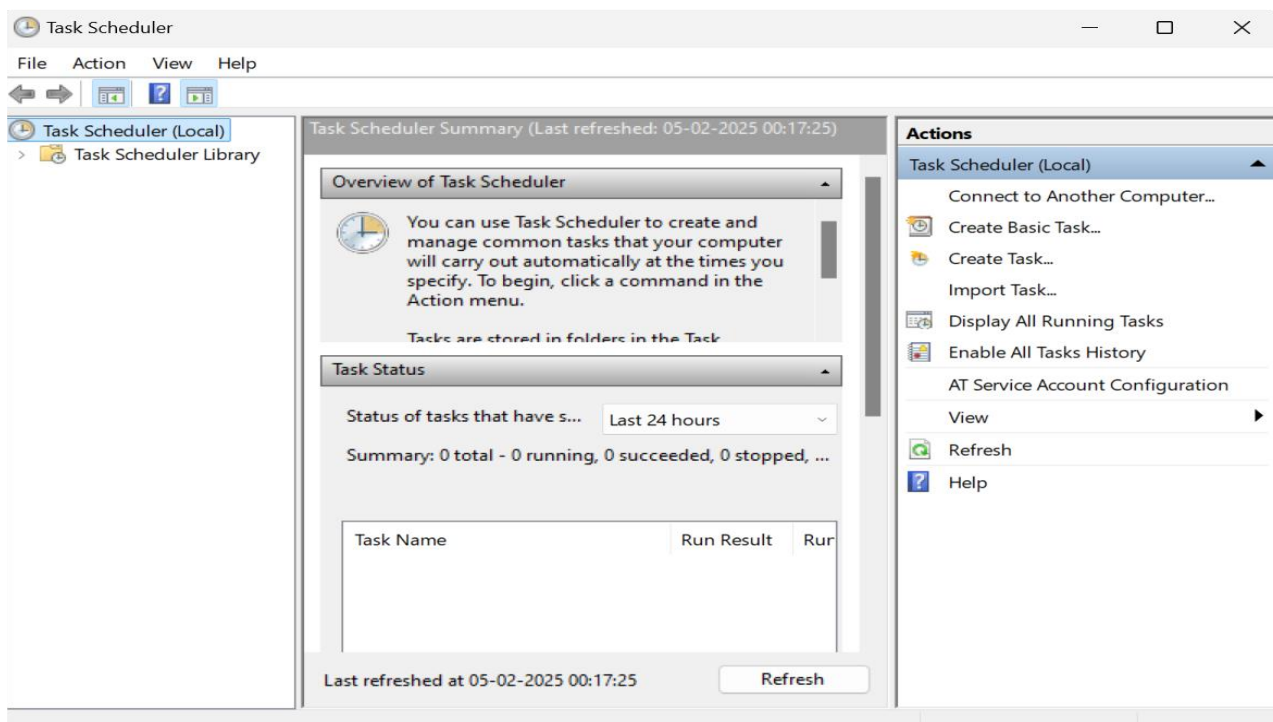 Task Scheduler
File Action View Help
Task Scheduler (Local)
Task Scheduler Library
Task Scheduler Summary (Last refreshed: 05-02-2025 00:17:25)
Overview of Task Scheduler
You can use Task Scheduler to create and
manage common tasks that your computer
will carry out automatically at the times you
specify. To begin, click a command in the
Action menu.
Tasks are stored in folders in the Task
Task Status
Status of tasks that have s... Last 24 hours
Summary: 0 total - 0 running, 0 succeeded, 0 stopped, ...
Task Name Run Result Run
Last refreshed at 05-02-2025 00:17:25 Refresh
Actions
Task Scheduler (Local)
Connect to Another Computer...
Create Basic Task...
Create Task...
Import Task...
Display All Running Tasks
Enable All Tasks History
AT Service Account Configuration
View
Refresh
? Help